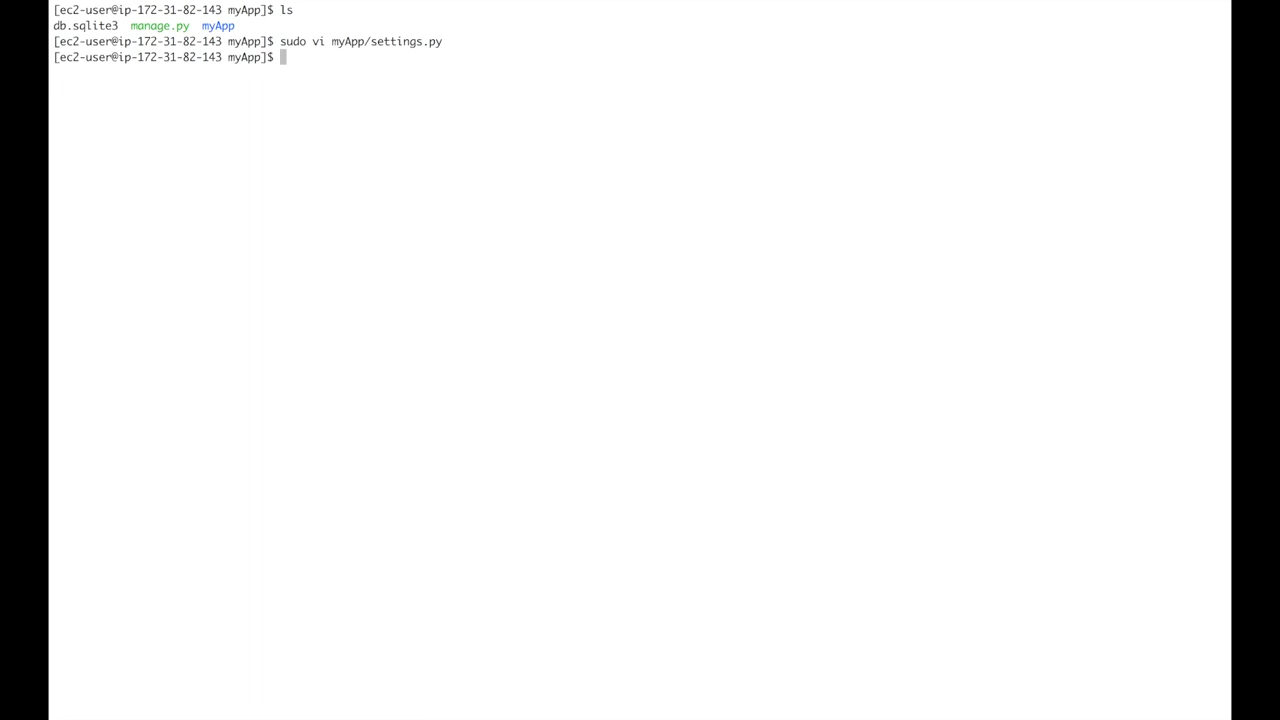 [ec2-user@ip-172-31-82-143 myApp]$ ls
db.sqlite3  manage.py  myApp
[ec2-user@ip-172-31-82-143 myApp]$ sudo vi myApp/settings.py
[ec2-user@ip-172-31-82-143 myApp]$